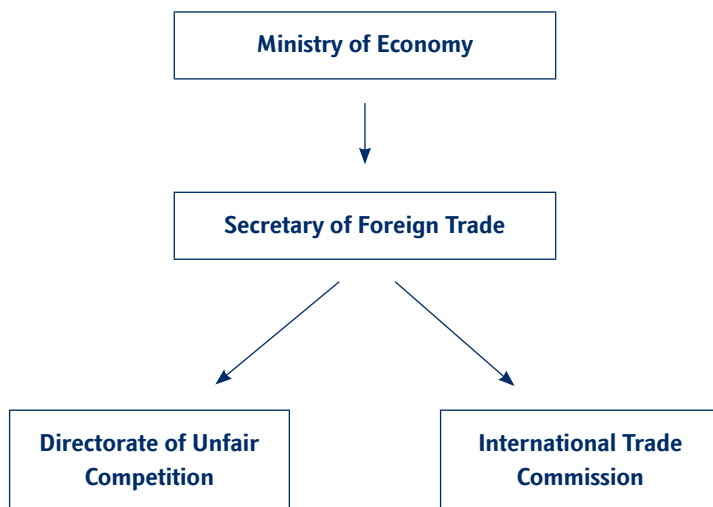 Ministry of Economy
Secretary of Foreign Trade
Directorate of Unfair
Competition
International Trade
Commission